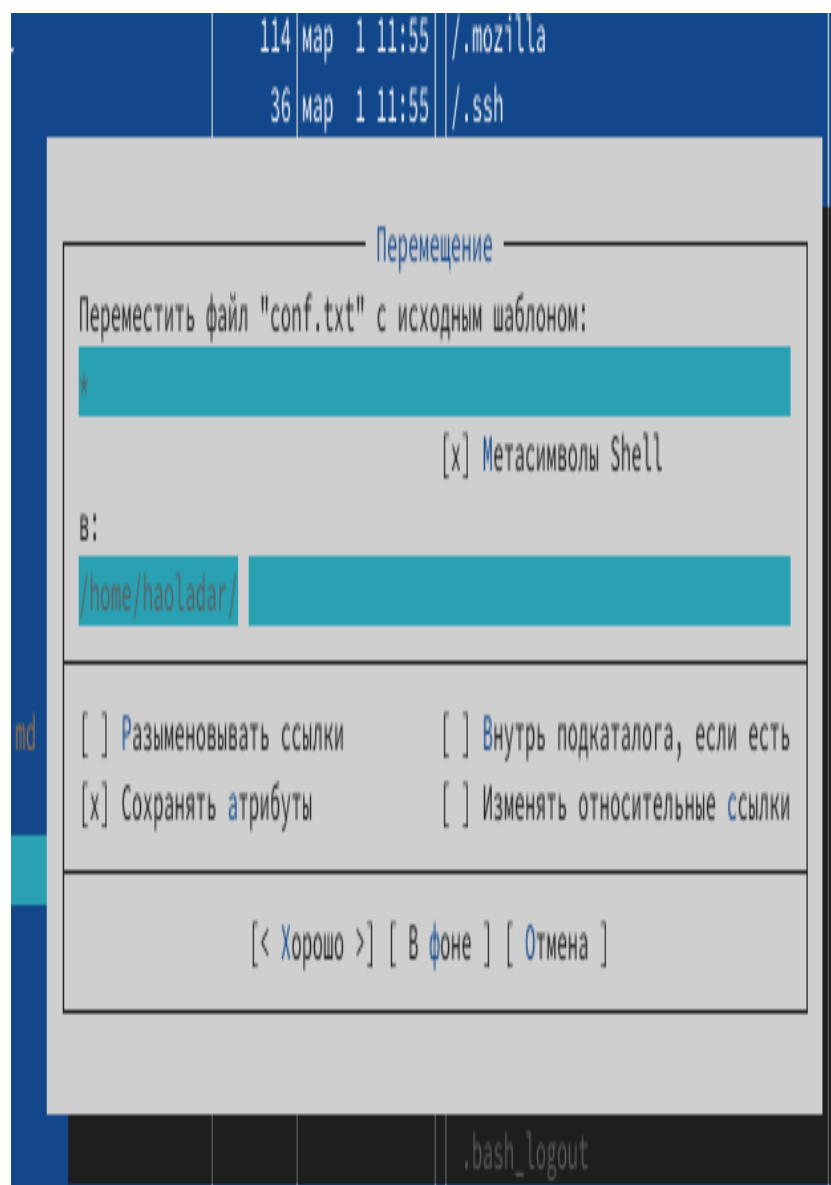 114 мар 1 11:55 /.mozilla
36 мар 1 11:55 /.ssh
Перемещение
Переместить файл "conf.txt" с исходным шаблоном:
*
[x] Метасимволы Shell
в:
/home/haoladar/
md
[ ] Разыменовывать ссылки [ ] Внутрь подкаталога, если есть
[x] Сохранять атрибуты [ ] Изменять относительные ссылки
[< Хорошо >] [ В фоне ] [ Отмена ]
.bash_logout